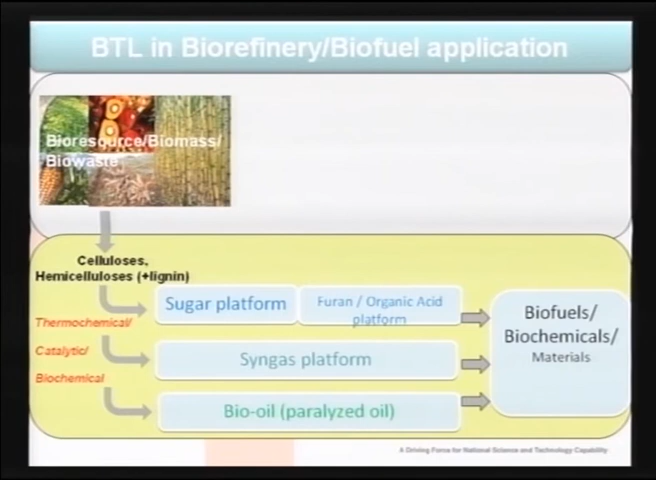 BTL in Biorefinery/Biofuel application
Bioresource/Biomass/
Biowaste
Celluloses,
Hemicelluloses (+lignin)
Sugar platform
Furan / Organic Acid
platform
Thermochemical/
Catalytic/
Biochemical
Syngas platform
Bio-oil (paralyzed oil)
Biofuels/
Biochemicals/
Materials
A Driving Force for National Science and Technology Capability